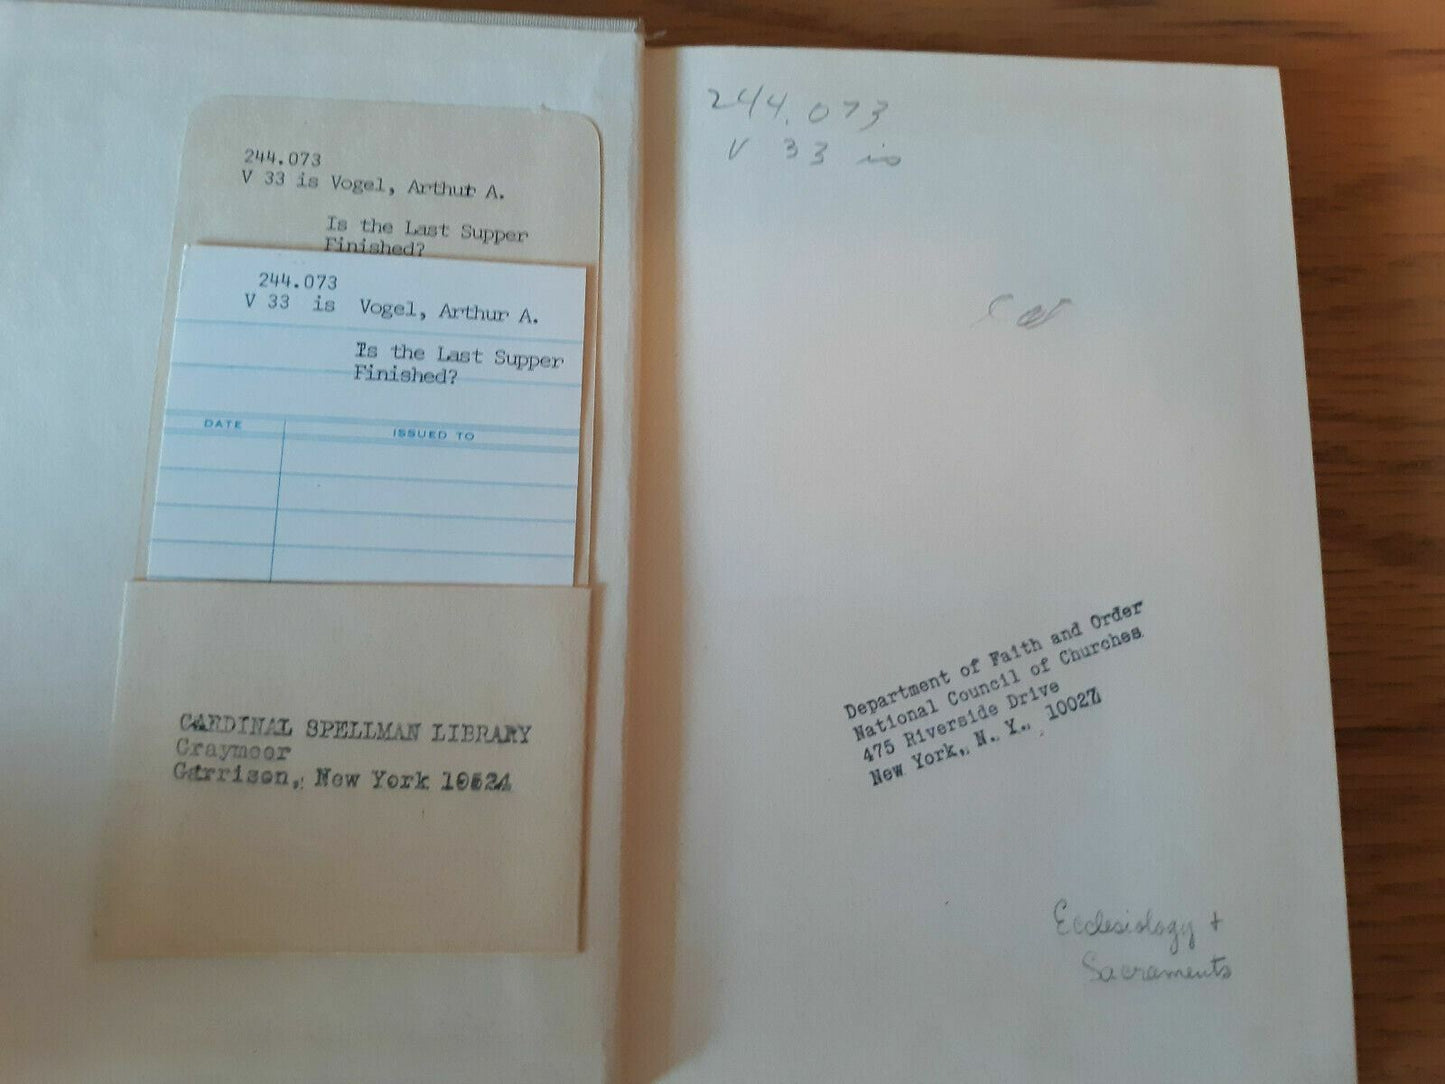 244.073
V 33 is Vogel, Arthur A.
Is the Last Supper
Finished?
244.073
V 33 is Vogel, Arthur A.
Is the Last Supper
Finished?
DATE
ISSUED TO
CARDINAL SPELLMAN LIBRARY
Graymoor
Garrison, New York 10524
244.073
V 33 is
Department of Faith and Order
National Council of Churches
475 Riverside Drive
New York, N. Y. 10027
Ecclesiology +
Sacraments